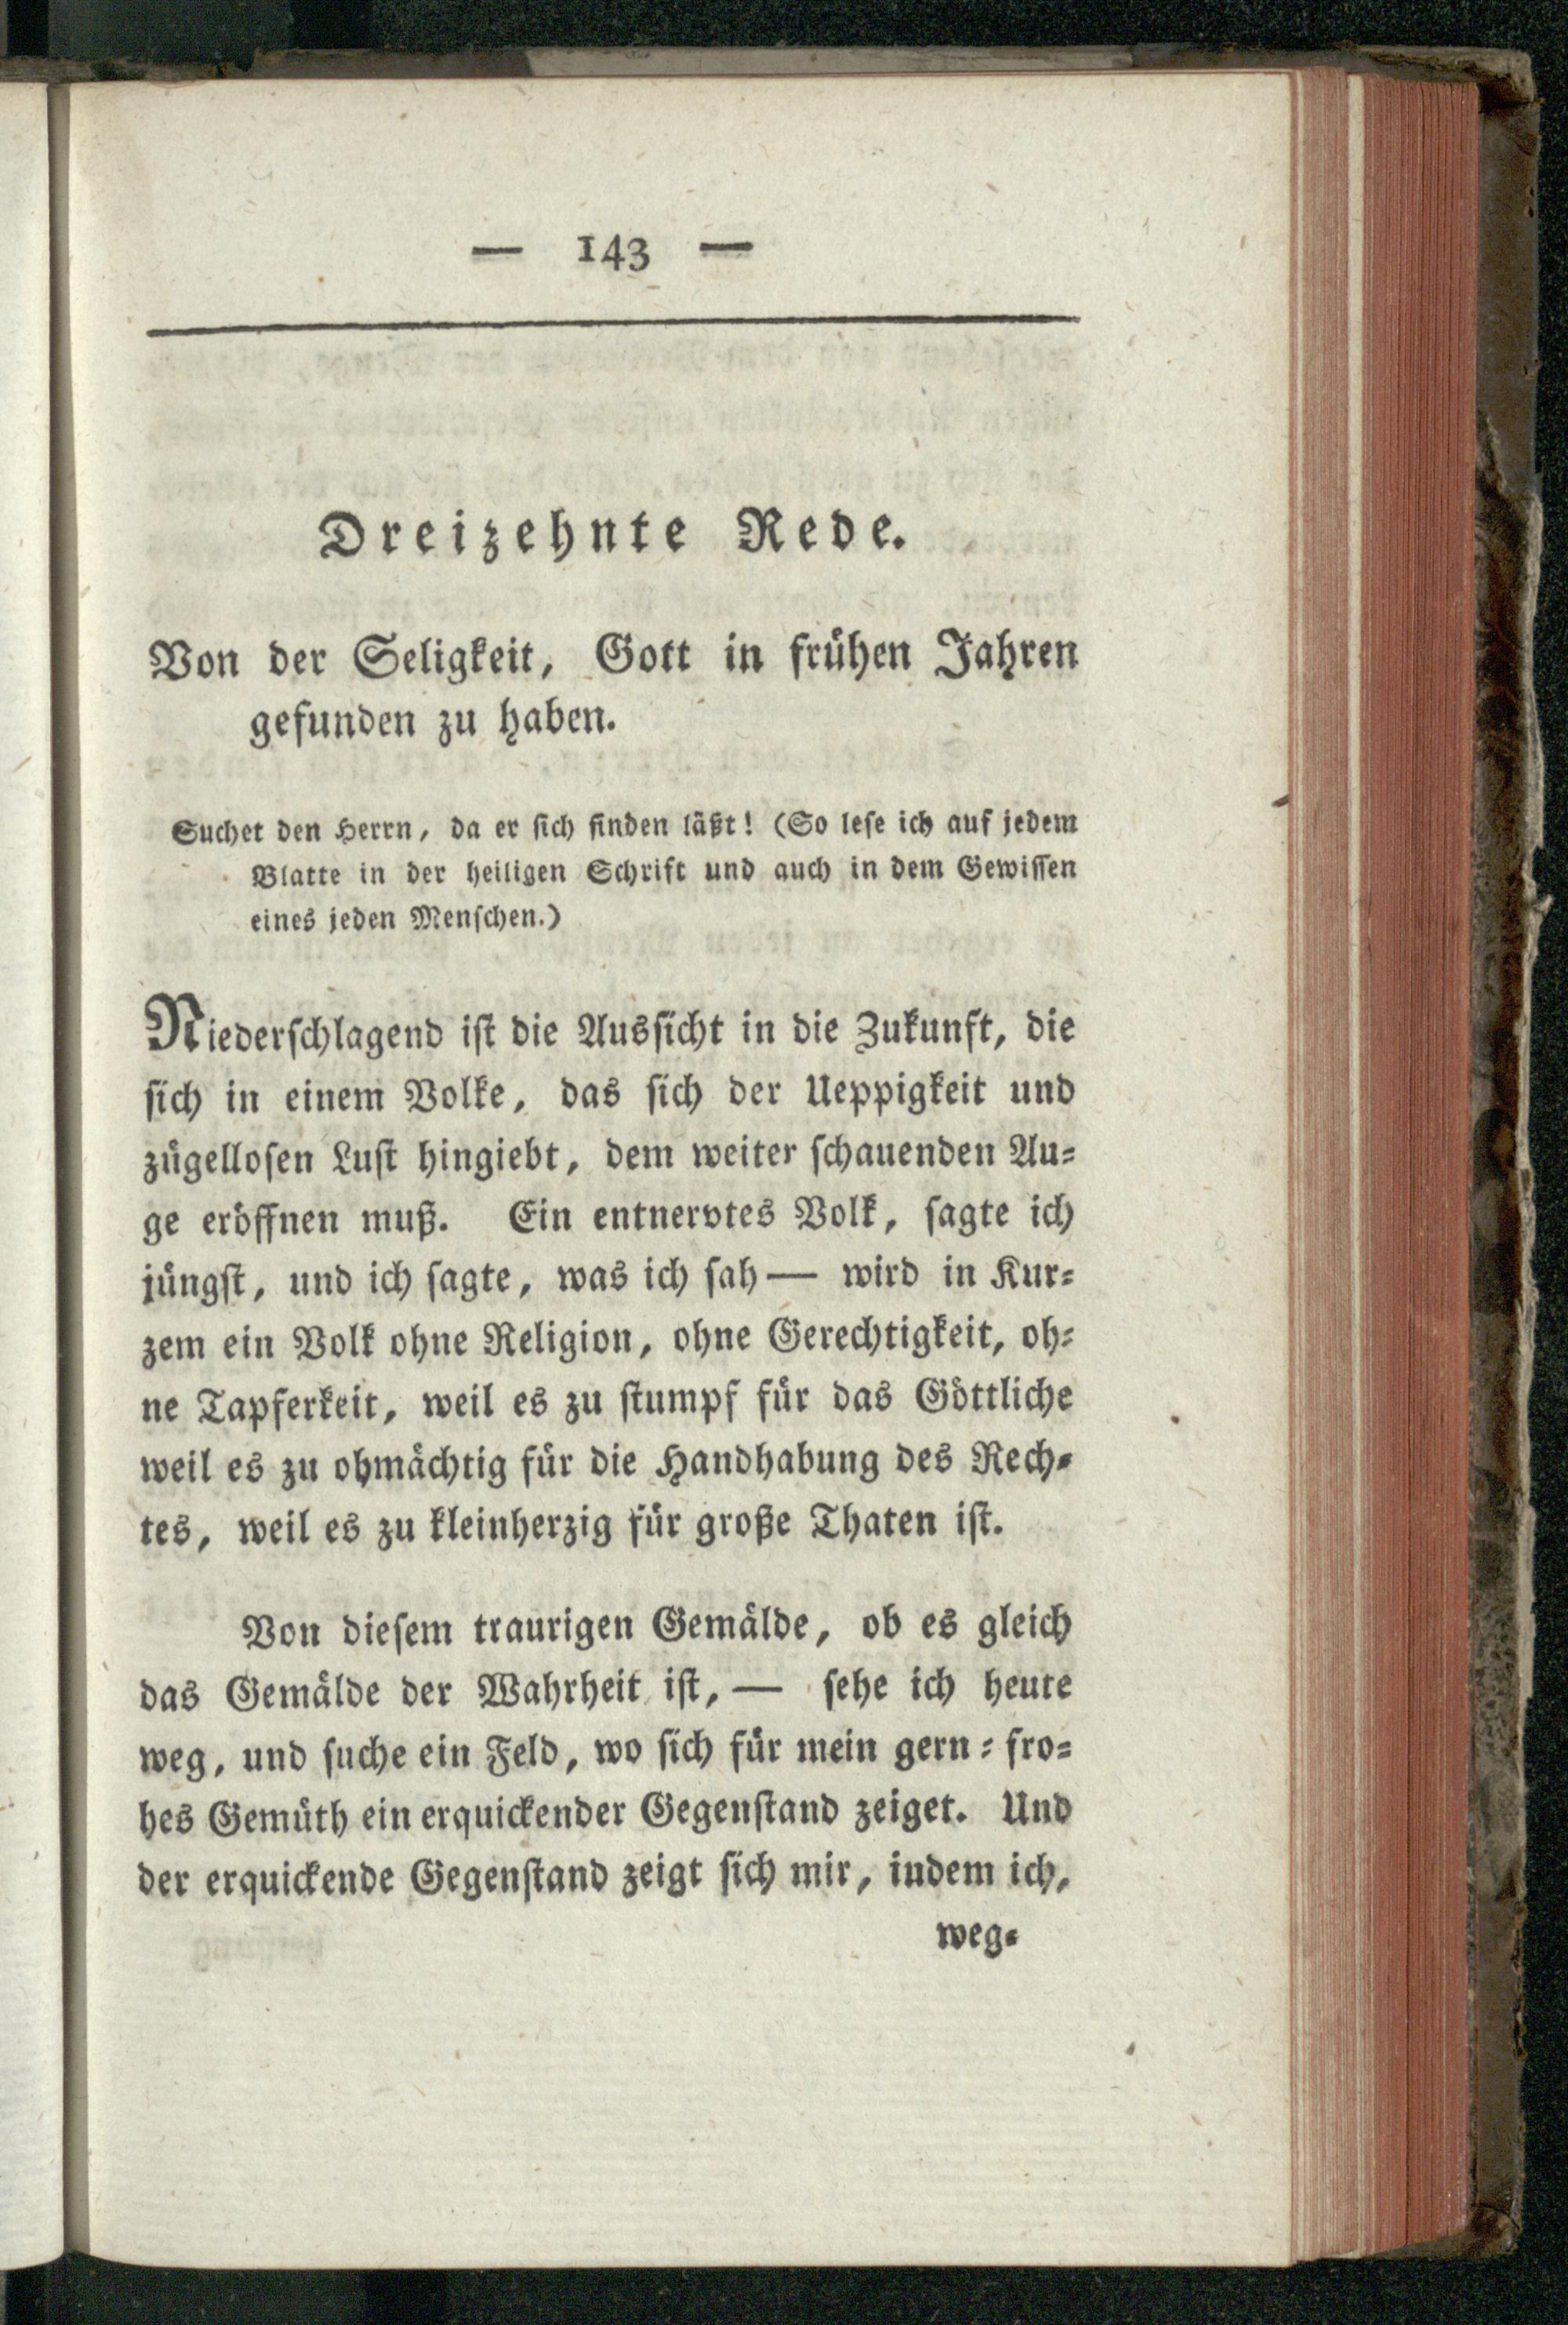 — 143 —
Dreizehnte Rede.
Von der Seligkeit, Gott in frühen Jahren
gefunden zu haben.
Suchet den Herrn, da er sich finden läßt! (So lese ich auf jedem
Blatte in der heiligen Schrift und auch in dem Gewissen
eines jeden Menschen.)
Niederschlagend ist die Aussicht in die Zukunft, die
sich in einem Volke, das sich der Ueppigkeit und
zügellosen Lust hingiebt, dem weiter schauenden Au-
ge eröffnen muß. Ein entnervtes Volk, sagte ich
jüngst, und ich sagte, was ich sah — wird in Kur-
zem ein Volk ohne Religion, ohne Gerechtigkeit, oh-
ne Tapferkeit, weil es zu stumpf für das Göttliche
weil es zu ohmächtig für die Handhabung des Rech-
tes, weil es zu kleinherzig für große Thaten ist.
Von diesem traurigen Gemälde, ob es gleich
das Gemälde der Wahrheit ist, — sehe ich heute
weg, und suche ein Feld, wo sich für mein gern-fro-
hes Gemüth ein erquickender Gegenstand zeiget. Und
der erquickende Gegenstand zeigt sich mir, indem ich,
weg-